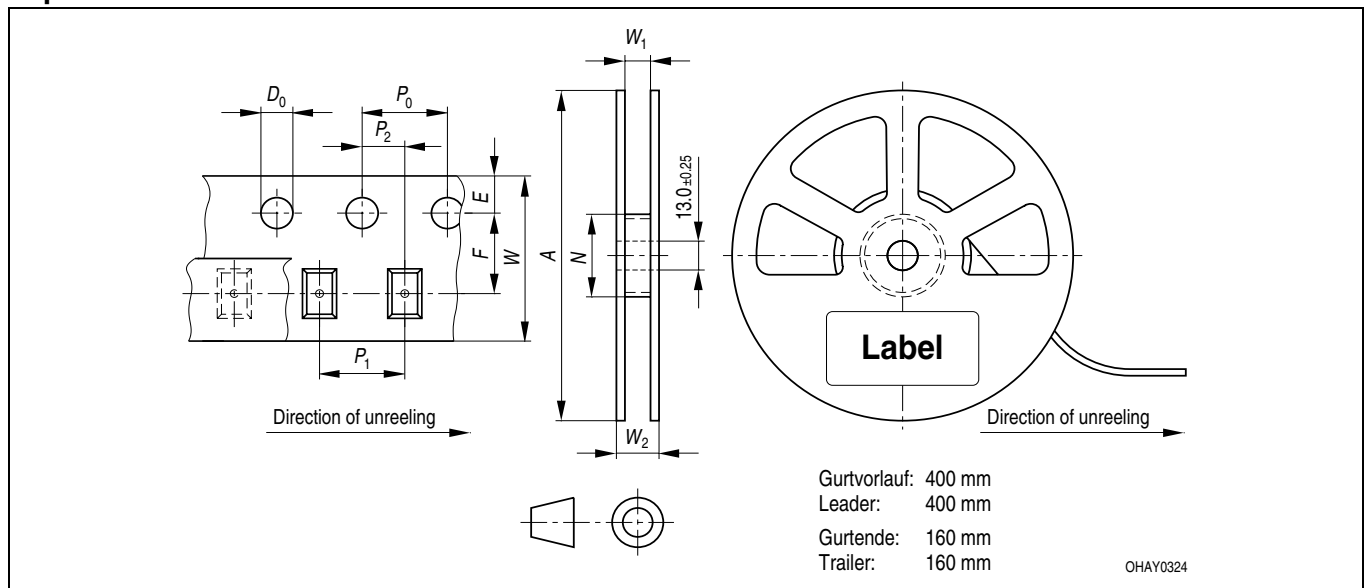 W₁
D₀
P₀
P₂
E
F
W
A
N
13.0 ±0.25
P₁
W₂
Label
Direction of unreeling
Direction of unreeling
Gurtvorlauf: 400 mm
Leader: 400 mm
Gurtende: 160 mm
Trailer: 160 mm
OHAY0324